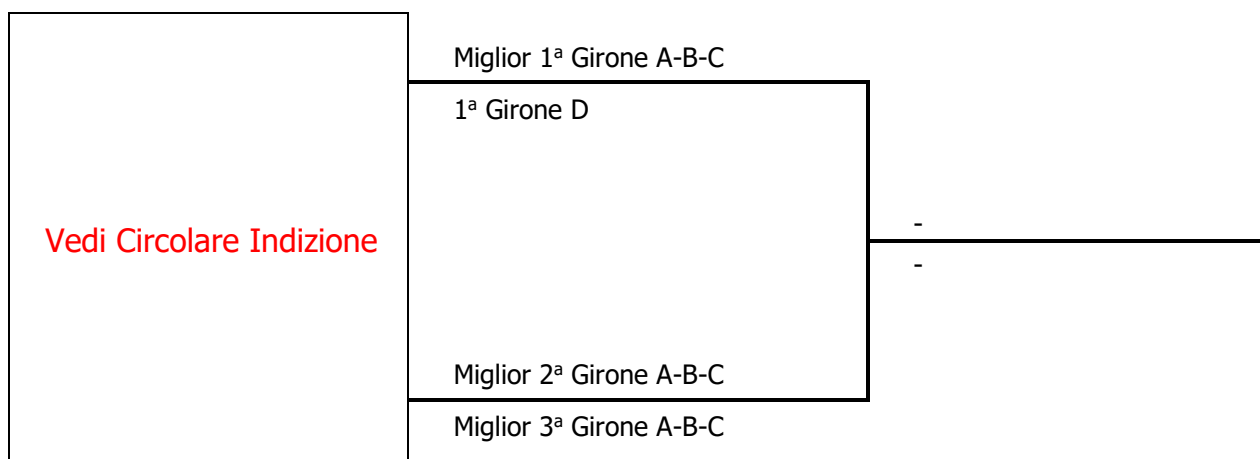 Miglior 1ª Girone A-B-C
1ª Girone D
Vedi Circolare Indizione
-
-
Miglior 2ª Girone A-B-C
Miglior 3ª Girone A-B-C